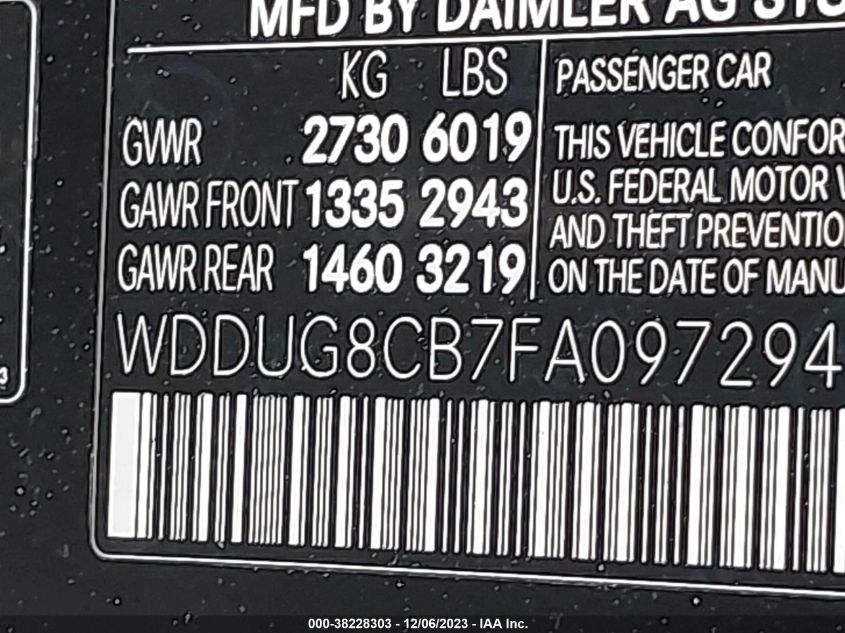 MFD BY DAIMLER AG
KG LBS
GVWR 2730 6019
GAWR FRONT 1335 2943
GAWR REAR 1460 3219
PASSENGER CAR
THIS VEHICLE CONFOR
U.S. FEDERAL MOTOR V
AND THEFT PREVENTIO
ON THE DATE OF MANU
WDDUG8CB7FA097294
3
000-38228303 - 12/06/2023 - IAA Inc.